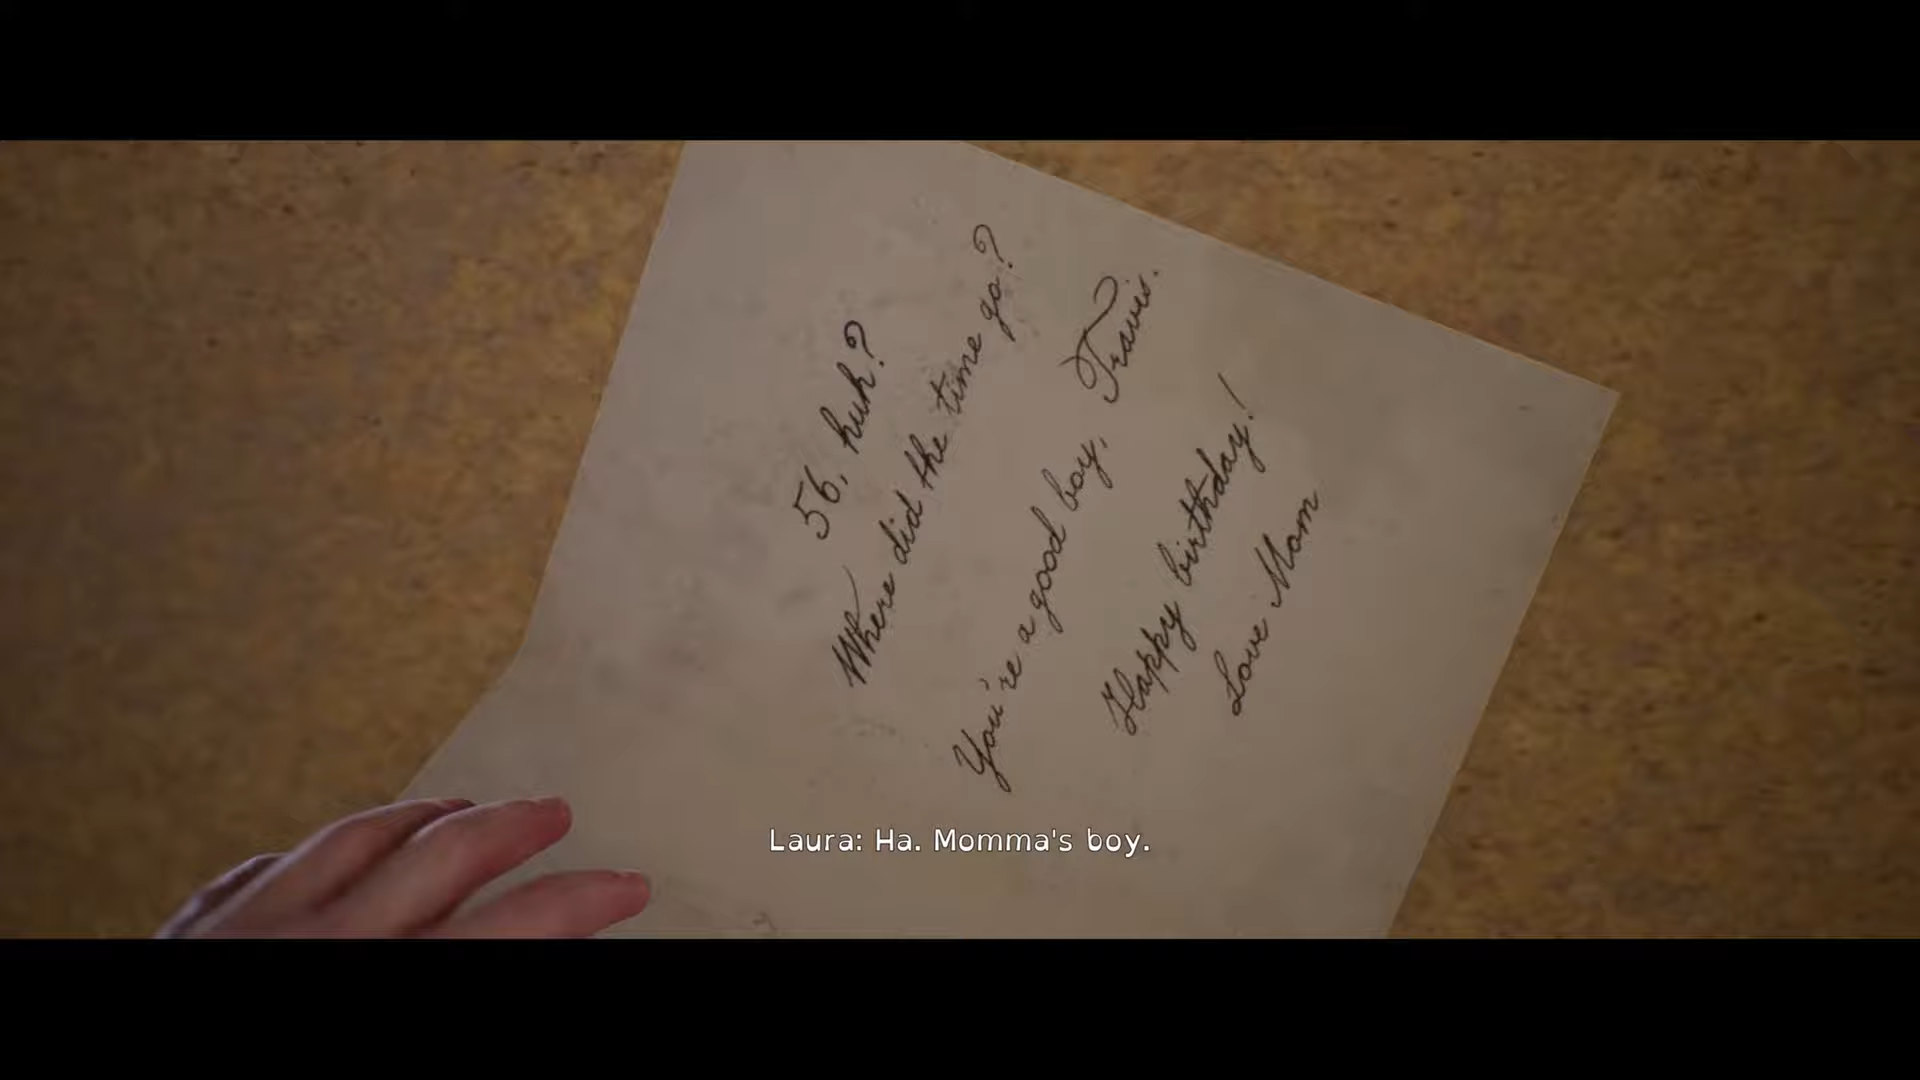 56, huh?
Where did the time go?
You're a good boy, Travis.
Happy birthday!
Love Mom
Laura: Ha. Momma's boy.